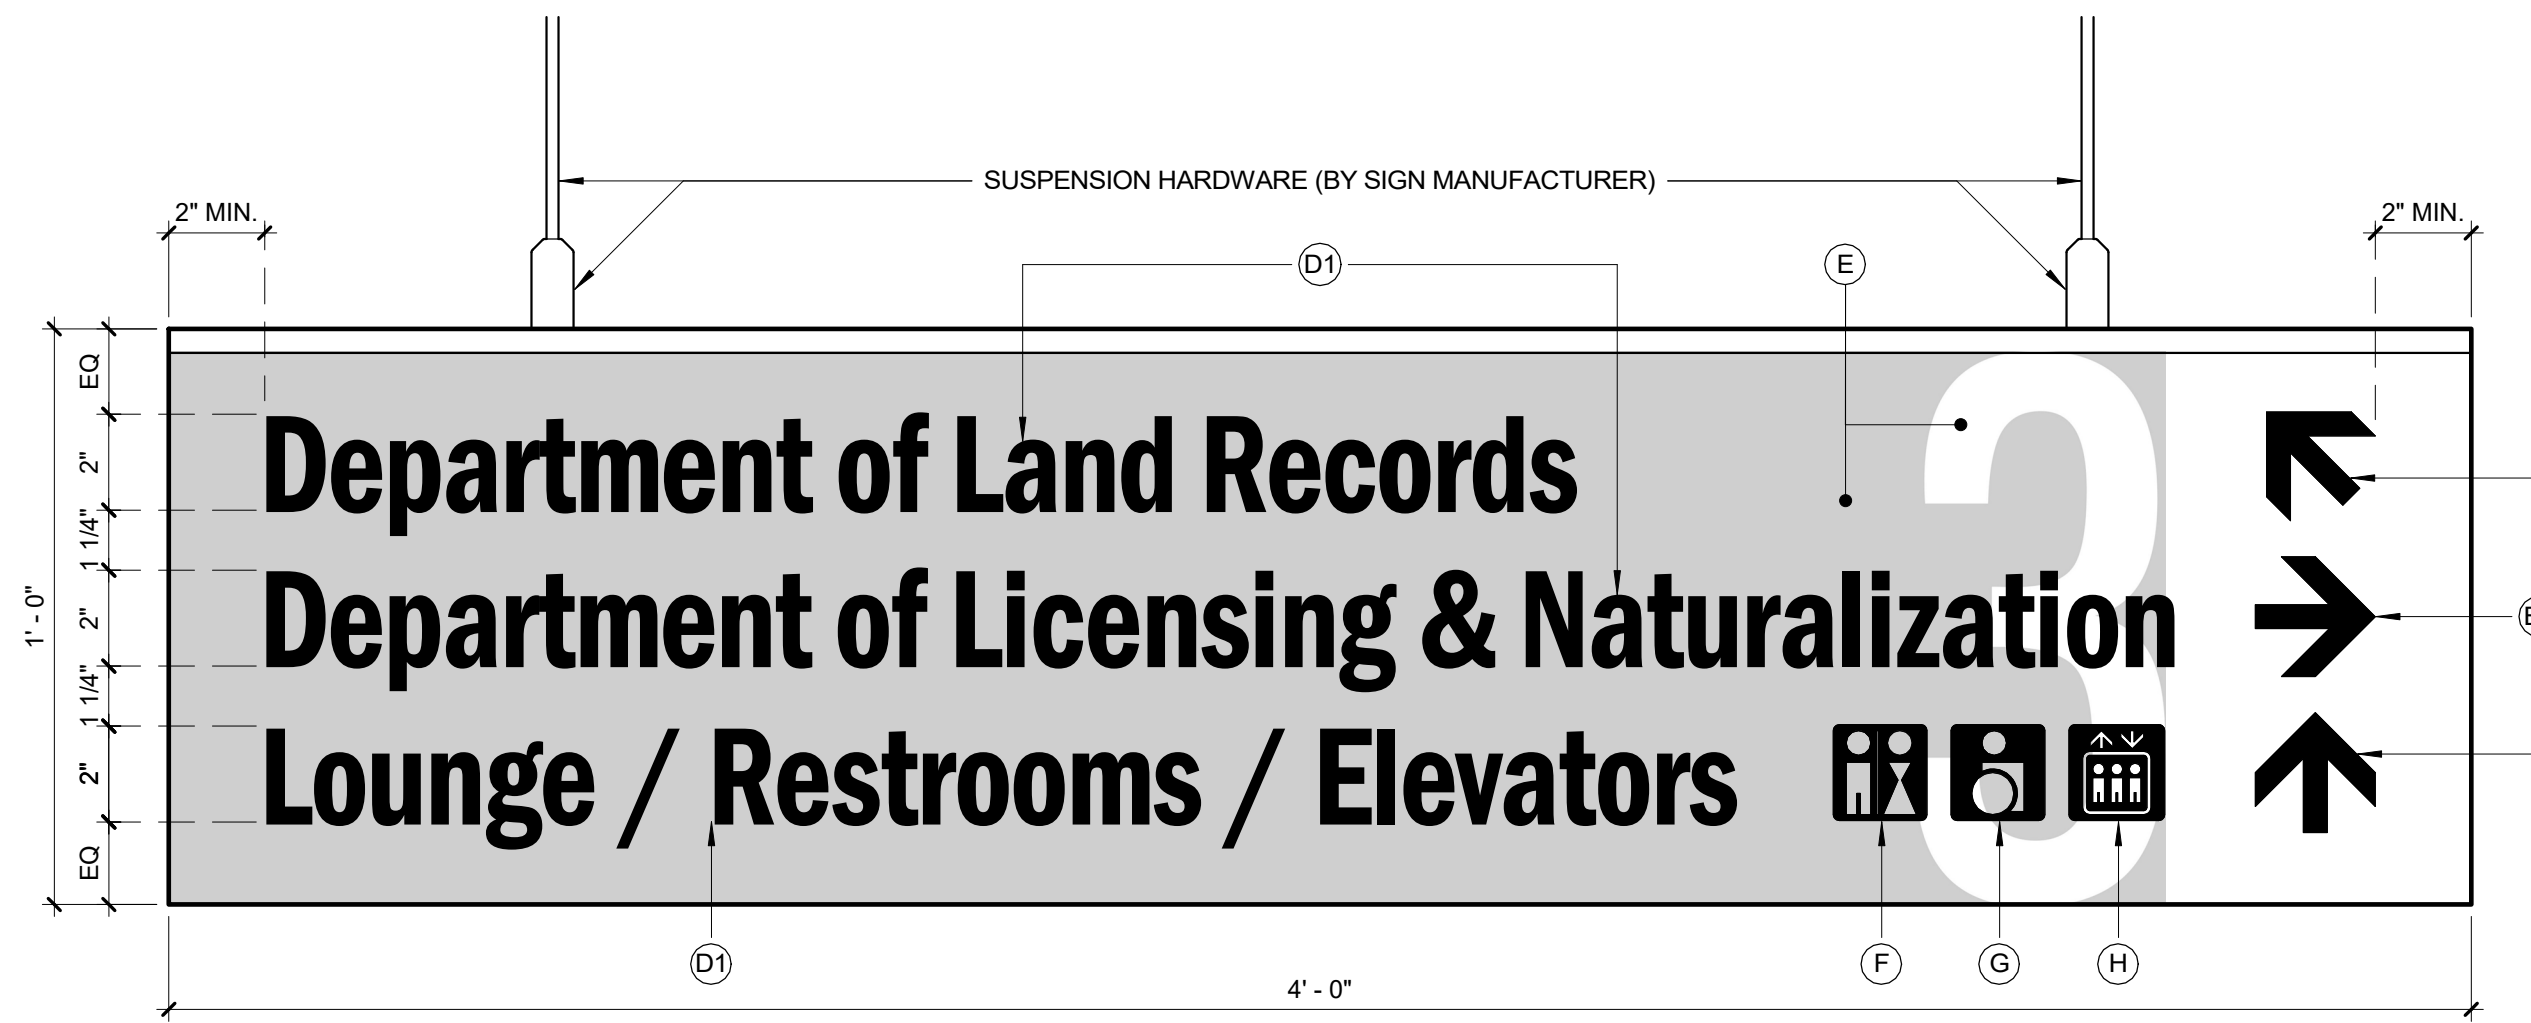 SUSPENSION HARDWARE (BY SIGN MANUFACTURER)
2" MIN.
2" MIN.
D1
E
EQ
2"
1 1/4"
2"
1 1/4"
2"
EQ
1' - 0"
3
Department of Land Records
Department of Licensing & Naturalization
Lounge / Restrooms / Elevators
D1
F
G
H
4' - 0"